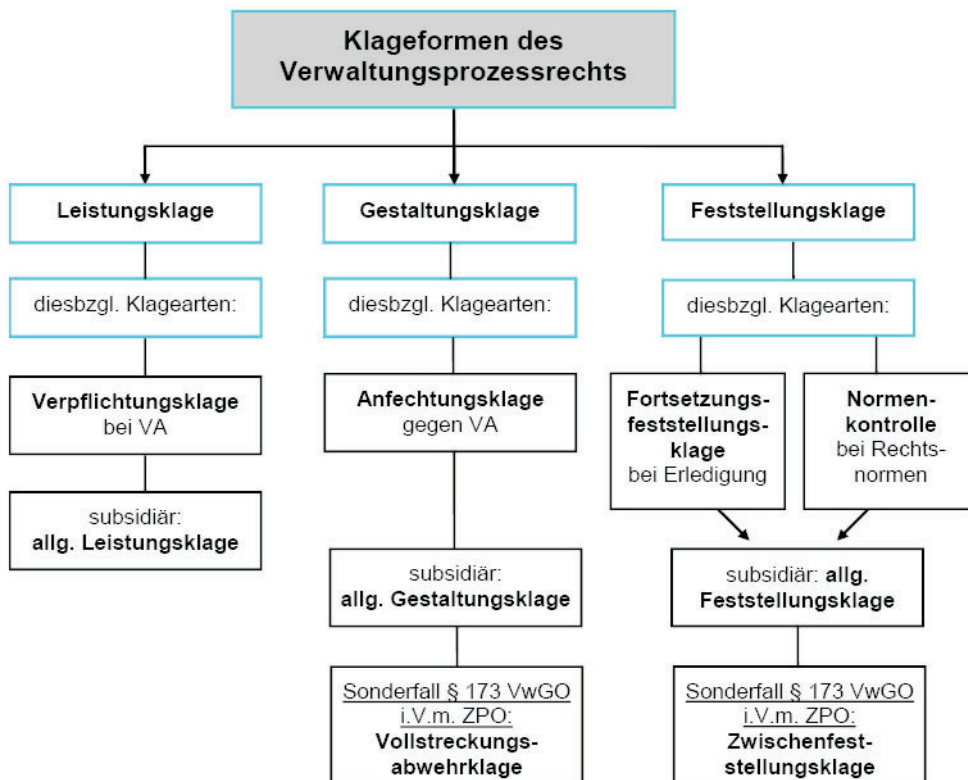 Klageformen des
Verwaltungsprozessrechts
Leistungsklage
Gestaltungsklage
Feststellungsklage
diesbzgl. Klagearten:
diesbzgl. Klagearten:
diesbzgl. Klagearten:
Verpflichtungsklage
bei VA
Anfechtungsklage
gegen VA
Fortsetzungs-
feststellungs-
klage
bei Erledigung
Normen-
kontrolle
bei Rechts-
normen
subsidiär:
allg. Leistungsklage
subsidiär:
allg. Gestaltungsklage
subsidiär: allg.
Feststellungsklage
Sonderfall § 173 VwGO
i.V.m. ZPO:
Vollstreckungs-
abwehrklage
Sonderfall § 173 VwGO
i.V.m. ZPO:
Zwischenfest-
stellungsklage